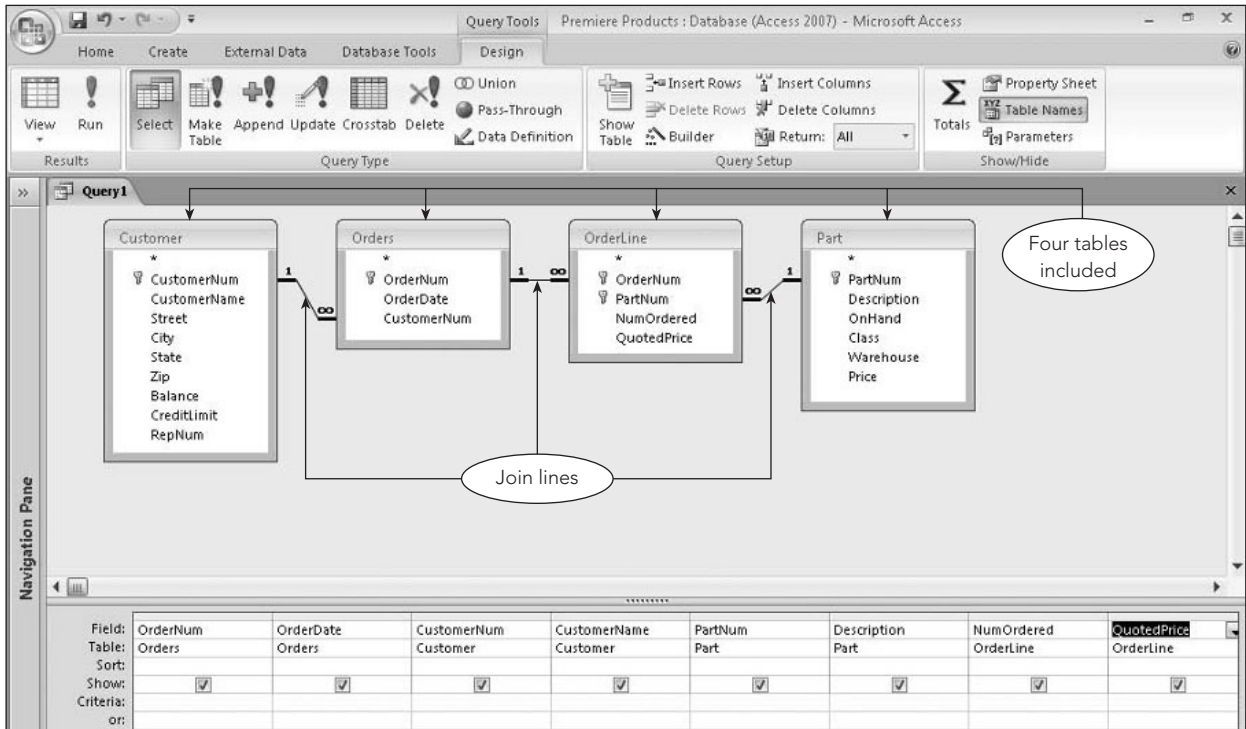 Query Tools Premiere Products : Database (Access 2007) - Microsoft Access
Home Create External Data Database Tools Design
View
Run
Select
Make Table
Append
Update
Crosstab
Delete
Union
Pass-Through
Data Definition
Show Table
Insert Rows
Delete Rows
Builder
Insert Columns
Delete Columns
Return: All
Totals
Property Sheet
XYZ Table Names
[?] Parameters
Results Query Type Query Setup Show/Hide
» Query1 x
Customer
*
CustomerNum
CustomerName
Street
City
State
Zip
Balance
CreditLimit
RepNum
1
∞
Orders
*
OrderNum
OrderDate
CustomerNum
1
∞
OrderLine
*
OrderNum
PartNum
NumOrdered
QuotedPrice
∞
1
Part
*
PartNum
Description
OnHand
Class
Warehouse
Price
Four tables
included
Join lines
Navigation Pane
Field: OrderNum OrderDate CustomerNum CustomerName PartNum Description NumOrdered QuotedPrice
Table: Orders Orders Customer Customer Part Part OrderLine OrderLine
Sort:
Show:
Criteria:
or: